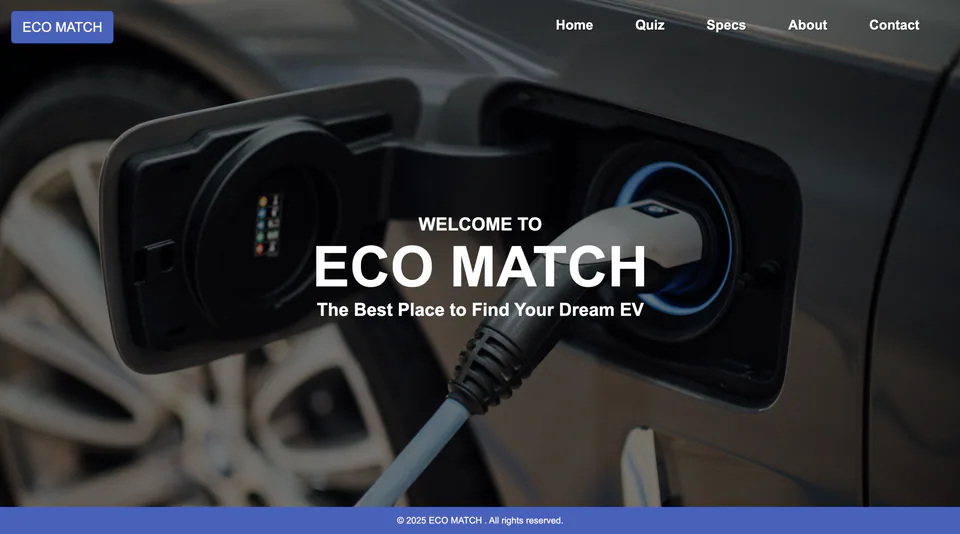 ECO MATCH
Home Quiz Specs About Contact
WELCOME TO
ECO MATCH
The Best Place to Find Your Dream EV
© 2025 ECO MATCH . All rights reserved.